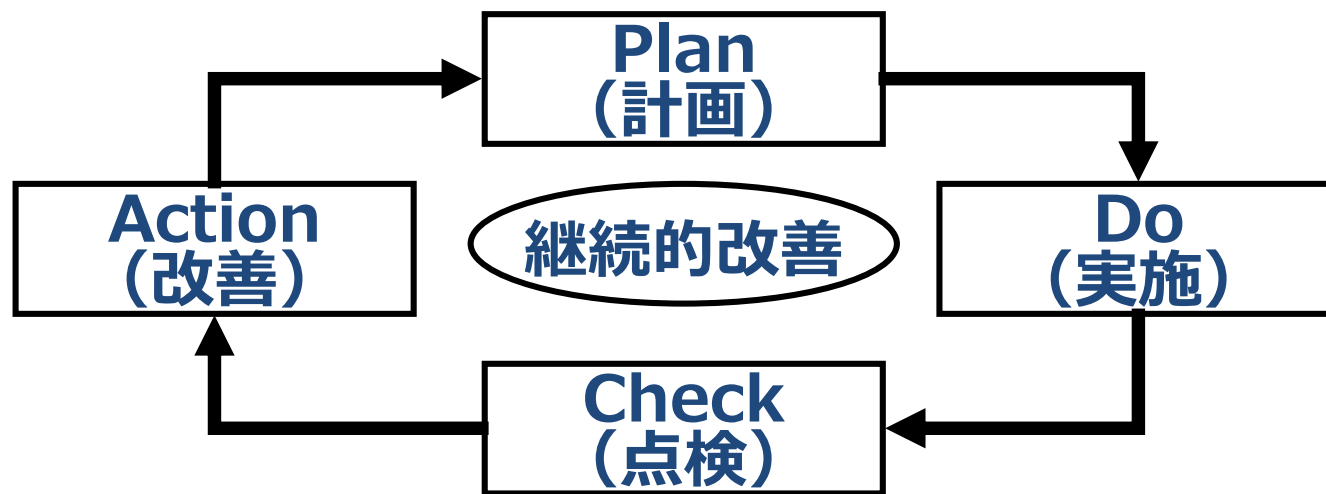 Plan
（計画）
Action
（改善）
継続的改善
Do
（実施）
Check
（点検）